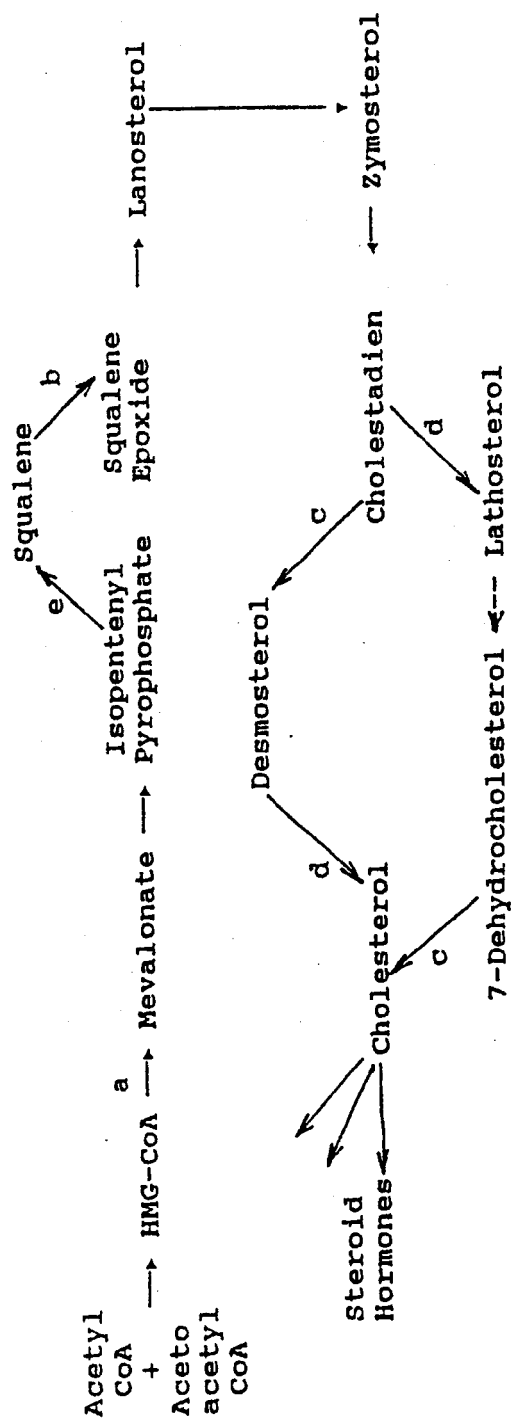 Acetyl
CoA
+
Aceto
acetyl
CoA
HMG-CoA
a
Mevalonate
Isopentenyl
Pyrophosphate
e
Squalene
b
Squalene
Epoxide
Lanosterol
Zymosterol
Cholestadien
c
d
Desmosterol
d
Lathosterol
7-Dehydrocholesterol
c
Cholesterol
Steroid
Hormones